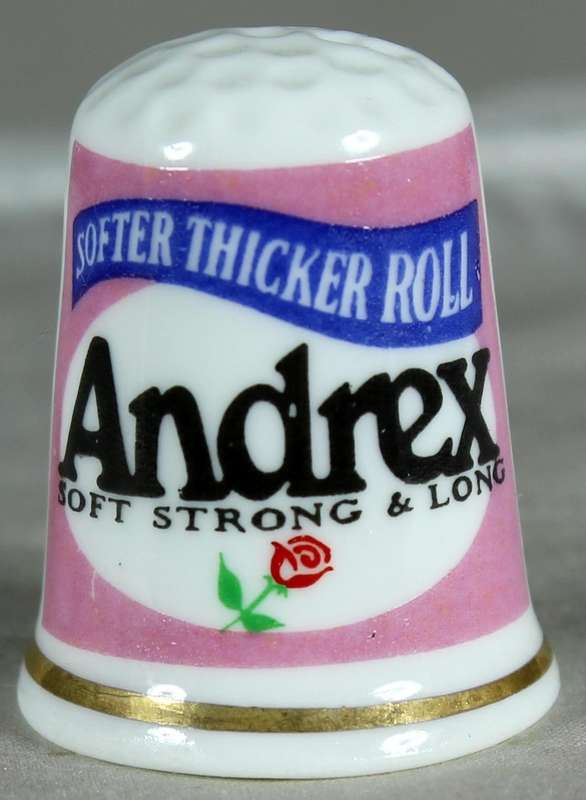 SOFTER THICKER ROLL
Andrex
SOFT STRONG & LONG